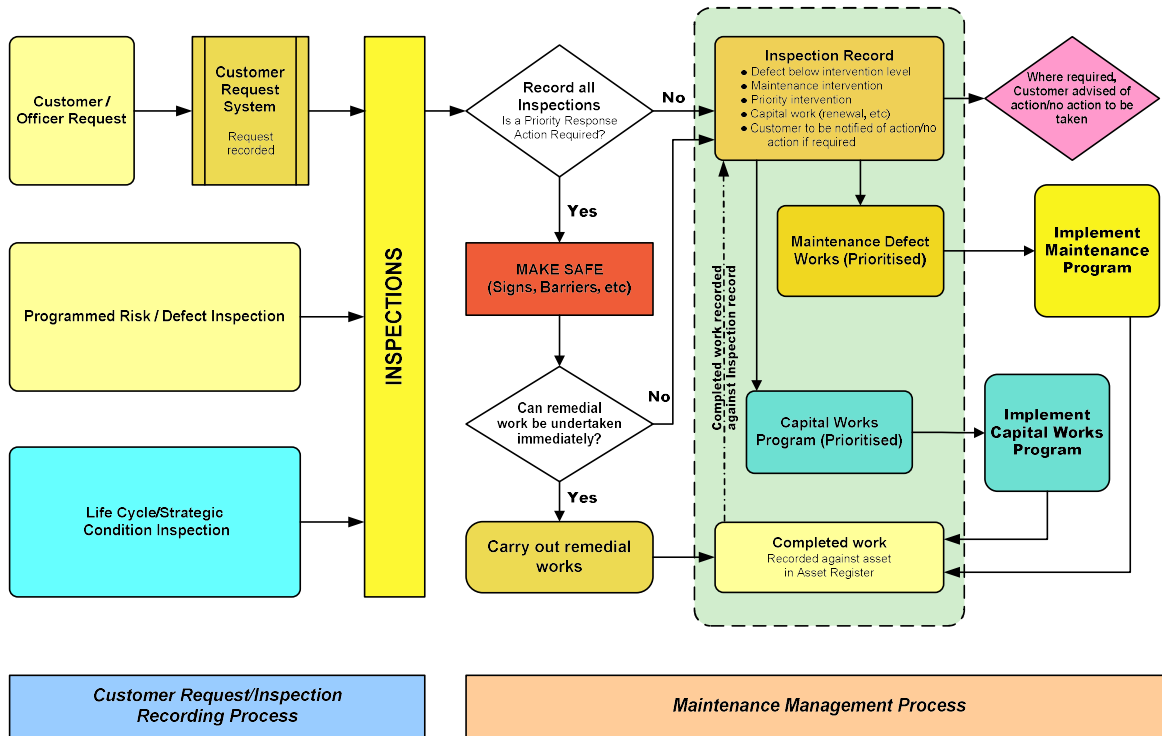 Customer /
Officer Request
Customer
Request
System
Request
recorded
Programmed Risk / Defect Inspection
Life Cycle/Strategic
Condition Inspection
INSPECTIONS
Record all
Inspections
Is a Priority Response
Action Required?
No
Yes
MAKE SAFE
(Signs, Barriers, etc)
Can remedial
work be undertaken
immediately?
No
Yes
Carry out remedial
works
Inspection Record
● Defect below intervention level
● Maintenance intervention
● Priority intervention
● Capital work (renewal, etc)
● Customer to be notified of action/no
action if required
Where required,
Customer advised of
action/no action to be
taken
Maintenance Defect
Works (Prioritised)
Implement
Maintenance
Program
Completed work recorded
against Inspection record
Capital Works
Program (Prioritised)
Implement
Capital Works
Program
Completed work
Recorded against asset
in Asset Register
Customer Request/Inspection
Recording Process
Maintenance Management Process